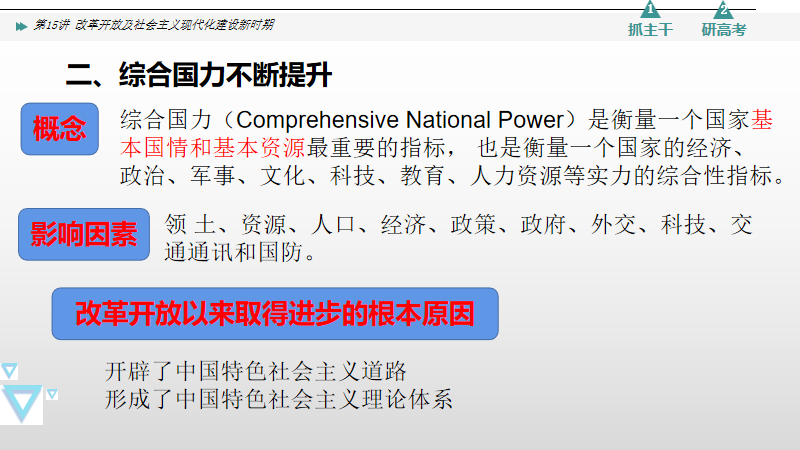 第15讲 改革开放及社会主义现代化建设新时期
1
抓主干
2
研高考
二、综合国力不断提升
概念
综合国力（Comprehensive National Power）是衡量一个国家基
本国情和基本资源最重要的指标， 也是衡量一个国家的经济、
政治、军事、文化、科技、教育、人力资源等实力的综合性指标。
影响因素
领 土、资源、人口、经济、政策、政府、外交、科技、交
通通讯和国防。
改革开放以来取得进步的根本原因
开辟了中国特色社会主义道路
形成了中国特色社会主义理论体系